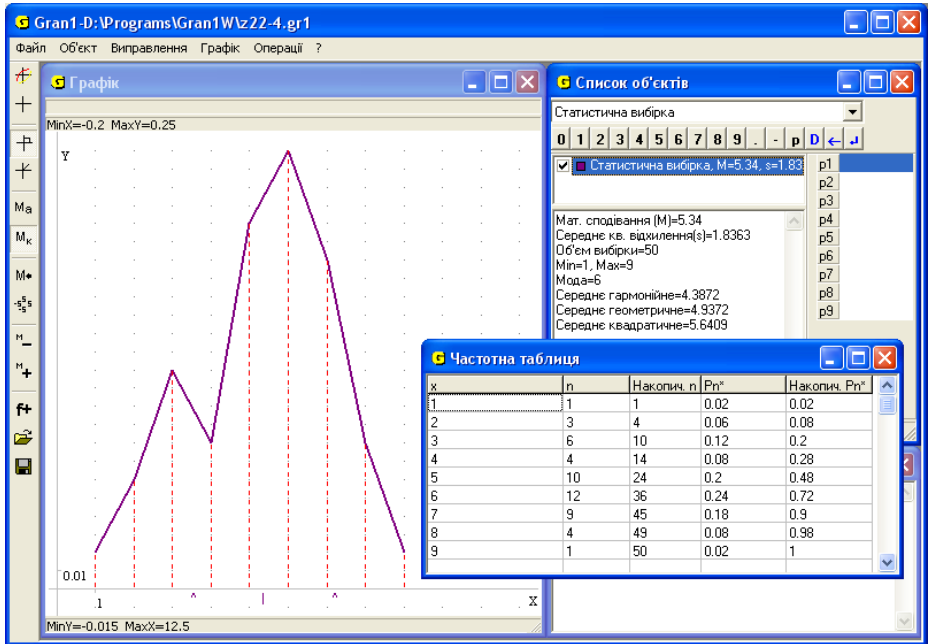 Gran1-D:\Programs\Gran1W\z22-4.gr1
Файл Об'єкт Виправлення Графік Операції ?
Графік
MinX=-0.2 MaxY=0.25
Y
0.01
.1
X
MinY=-0.015 MaxX=12.5
Ma
Mк
M
-s s s
M
M +
f+
Список об'єктів
Статистична вибірка
0 1 2 3 4 5 6 7 8 9 . - p D ← ↲
Статистична вибірка, M=5.34, s=1.83
p1
p2
p3
p4
p5
p6
p7
p8
p9
Мат. сподівання (M)=5.34
Середнє кв. відхилення(s)=1.8363
Об'єм вибірки=50
Min=1, Max=9
Мода=6
Середнє гармонійне=4.3872
Середнє геометричне=4.9372
Середнє квадратичне=5.6409
Частотна таблиця
x n Накопич. n Pn* Накопич. Pn*
1 1 1 0.02 0.02
2 3 4 0.06 0.08
3 6 10 0.12 0.2
4 4 14 0.08 0.28
5 10 24 0.2 0.48
6 12 36 0.24 0.72
7 9 45 0.18 0.9
8 4 49 0.08 0.98
9 1 50 0.02 1